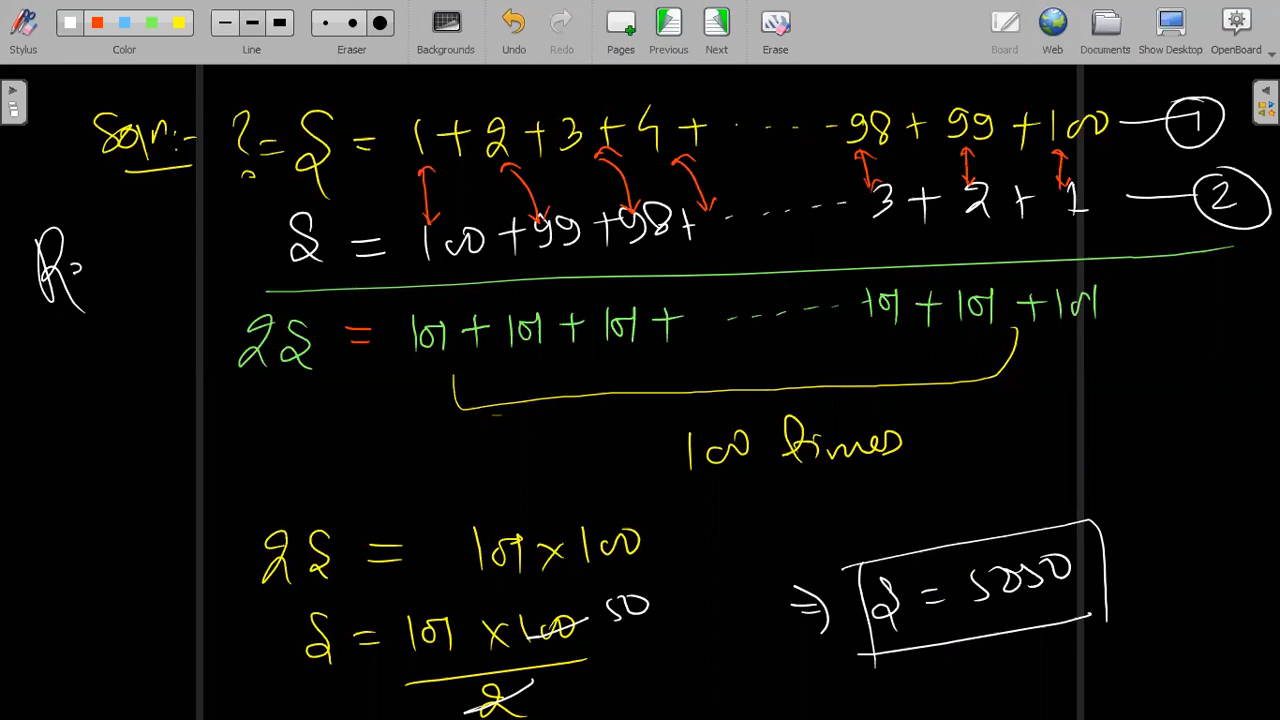 Stylus Color Line Eraser Backgrounds Undo Redo Pages Previous Next Erase Board Web Documents Show Desktop OpenBoard
Soln:- ? = S = 1 + 2 + 3 + 4 + ..... 98 + 99 + 100 — 1
S = 100 + 99 + 98 + ------- 3 + 2 + 1 — 2
R:
2S = 101 + 101 + 101 + ------ 101 + 101 + 101
100 times
2S = 101 × 100
S = 101 × 100 50
2
⇒ S = 5050